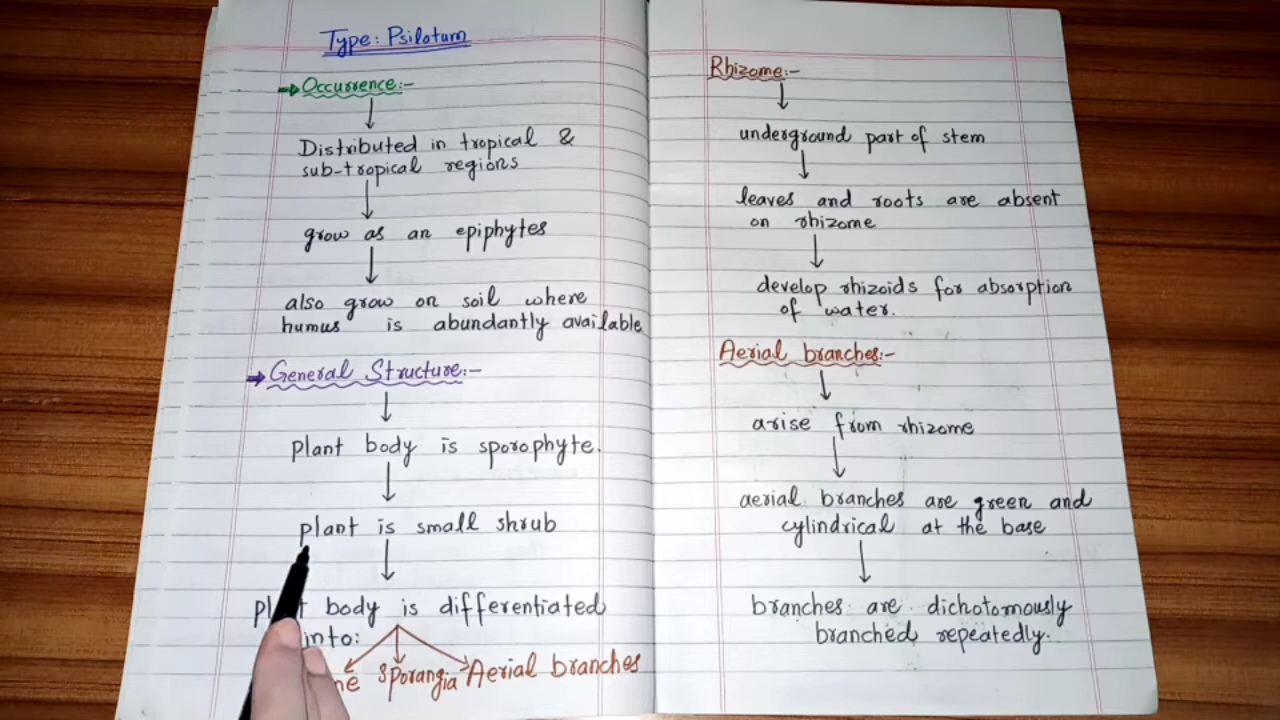 Type: Psilotum
Occurrence:-
Distributed in tropical &
sub-tropical regions
grow as an epiphytes
also grow on soil where
humus is abundantly available
General Structure:-
plant body is sporophyte.
plant is small shrub
body is differentiated
into:
Sporangia Aerial branches
Rhizome:-
underground part of stem
leaves and roots are absent
on rhizome
develop rhizoids for absorption
of water.
Aerial branches:-
arise from rhizome
aerial branches are green and
cylindrical at the base
branches are dichotomously
branched repeatedly.